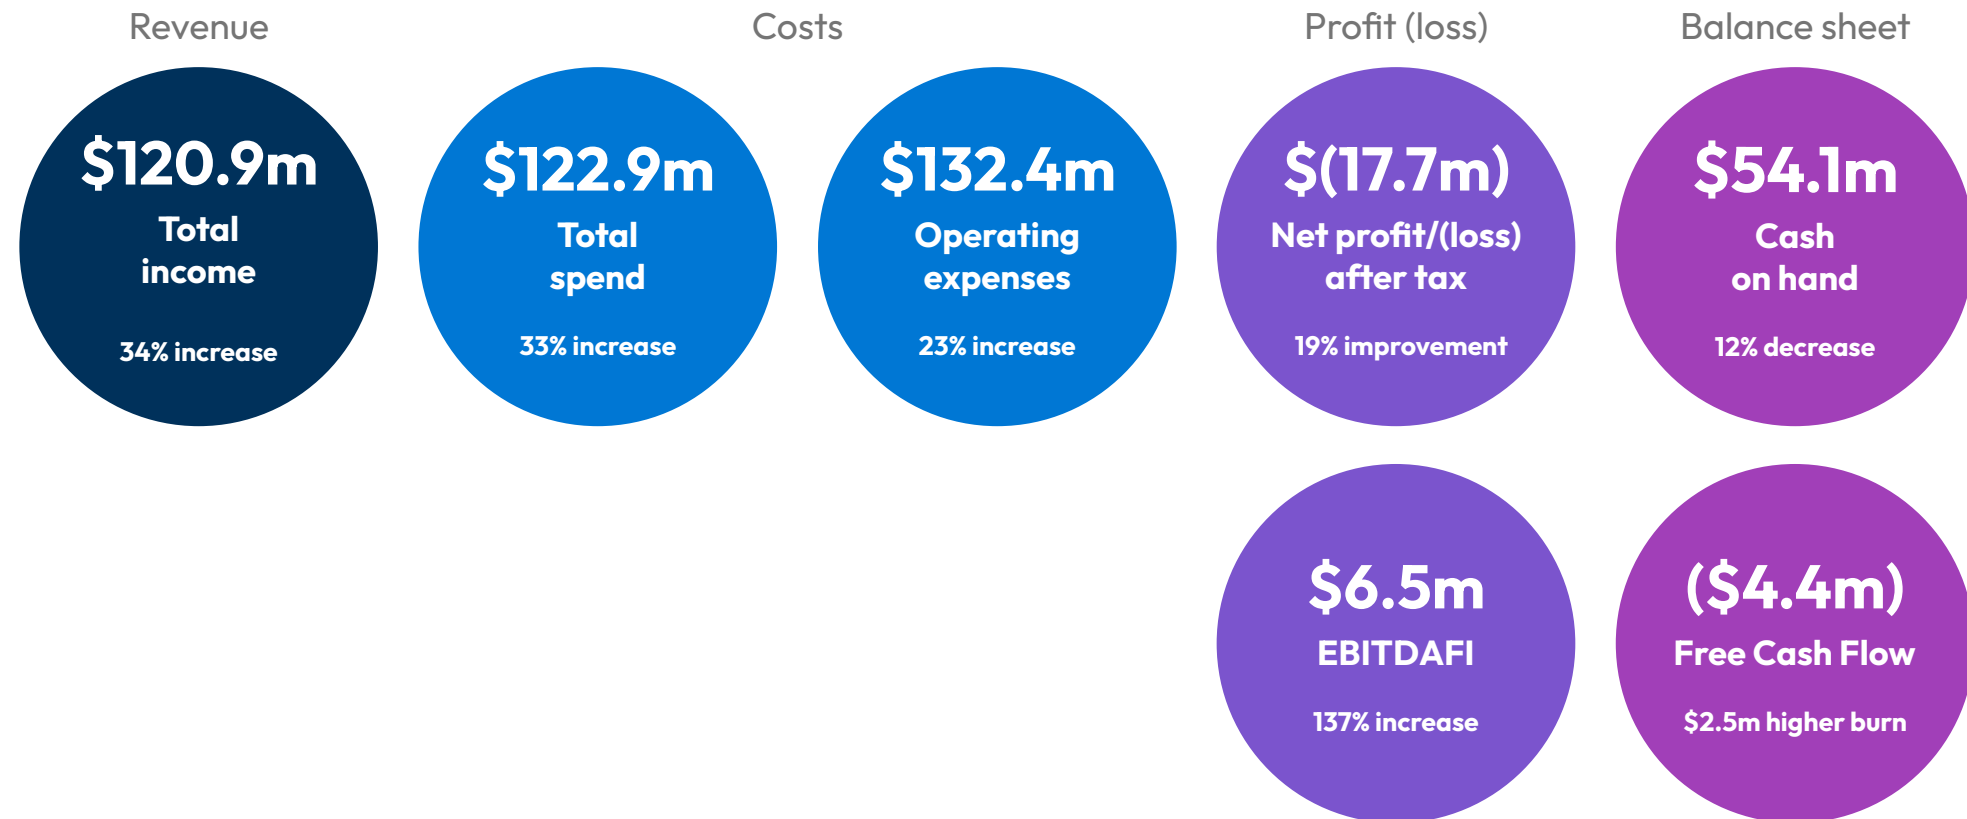 Revenue
Costs
Profit (loss)
Balance sheet
$120.9m
Total
income
34% increase
$122.9m
Total
spend
33% increase
$132.4m
Operating
expenses
23% increase
$(17.7m)
Net profit/(loss)
after tax
19% improvement
$54.1m
Cash
on hand
12% decrease
$6.5m
EBITDAFI
137% increase
($4.4m)
Free Cash Flow
$2.5m higher burn